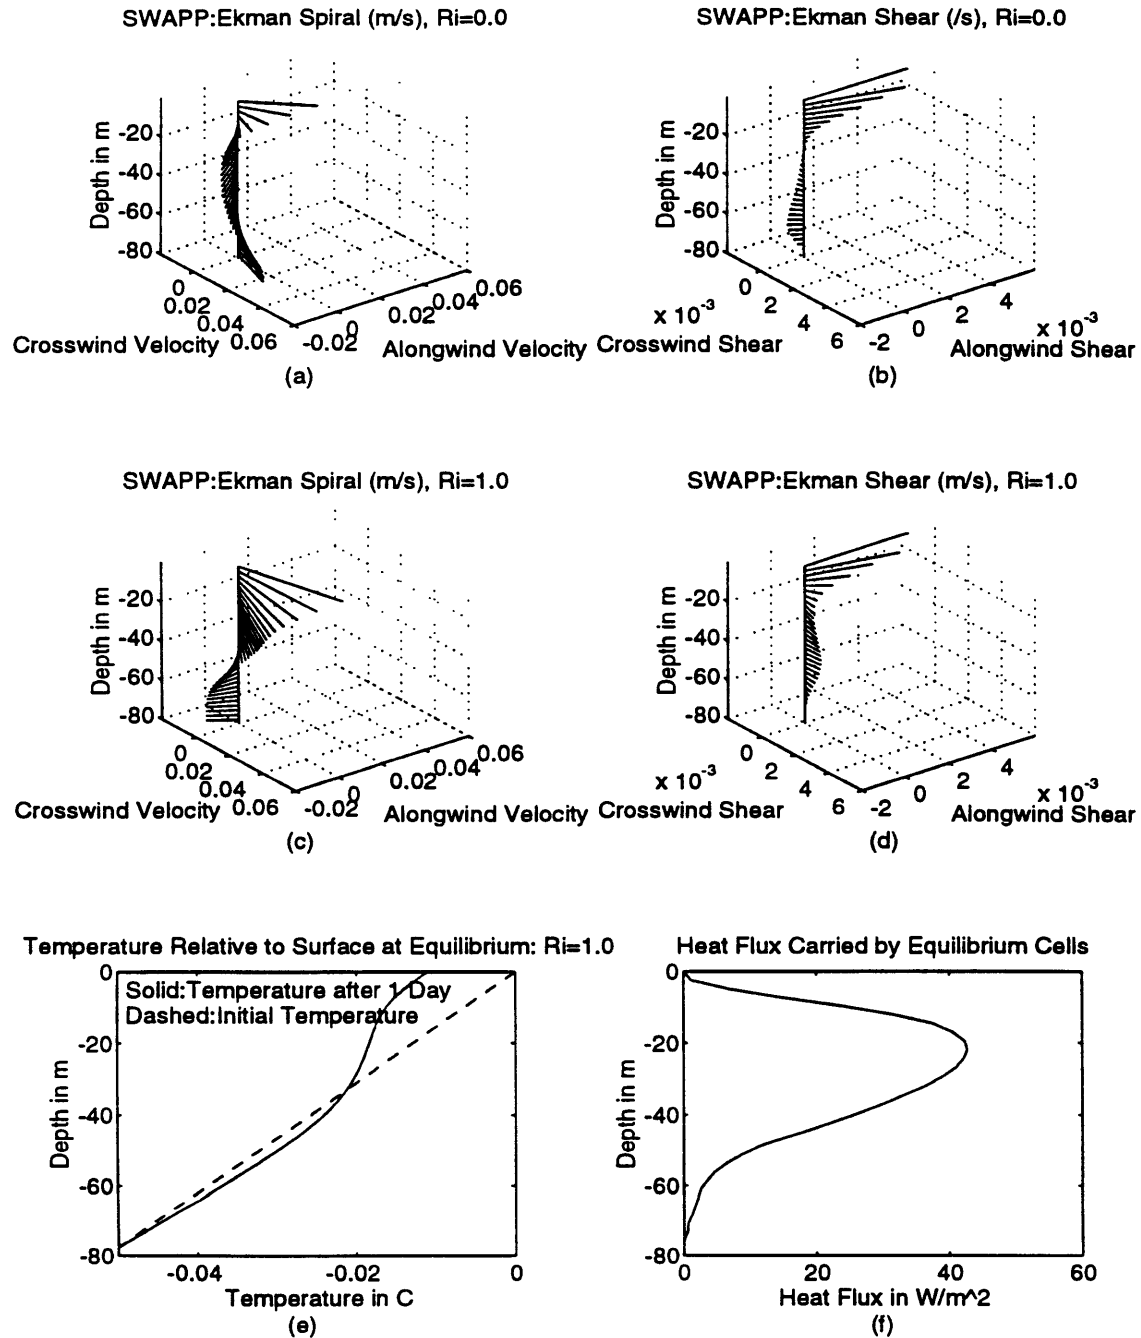 SWAPP:Ekman Spiral (m/s), Ri=0.0
-20
-40
-60
-80
Depth in m
0
0.02
0.04
0.06
Crosswind Velocity
-0.02
0
0.02
0.04
0.06
Alongwind Velocity
(a)
SWAPP:Ekman Shear (/s), Ri=0.0
-20
-40
-60
-80
Depth in m
0
2
4
6
x 10^-3
Crosswind Shear
-2
0
2
4
x 10^-3
Alongwind Shear
(b)
SWAPP:Ekman Spiral (m/s), Ri=1.0
-20
-40
-60
-80
Depth in m
0
0.02
0.04
0.06
Crosswind Velocity
-0.02
0
0.02
0.04
0.06
Alongwind Velocity
(c)
SWAPP:Ekman Shear (m/s), Ri=1.0
-20
-40
-60
-80
Depth in m
0
2
4
6
x 10^-3
Crosswind Shear
-2
0
2
4
x 10^-3
Alongwind Shear
(d)
Temperature Relative to Surface at Equilibrium: Ri=1.0
Solid:Temperature after 1 Day
Dashed:Initial Temperature
0
-20
-40
-60
-80
Depth in m
-0.04
-0.02
0
Temperature in C
(e)
Heat Flux Carried by Equilibrium Cells
0
-20
-40
-60
-80
Depth in m
0
20
40
60
Heat Flux in W/m^2
(f)